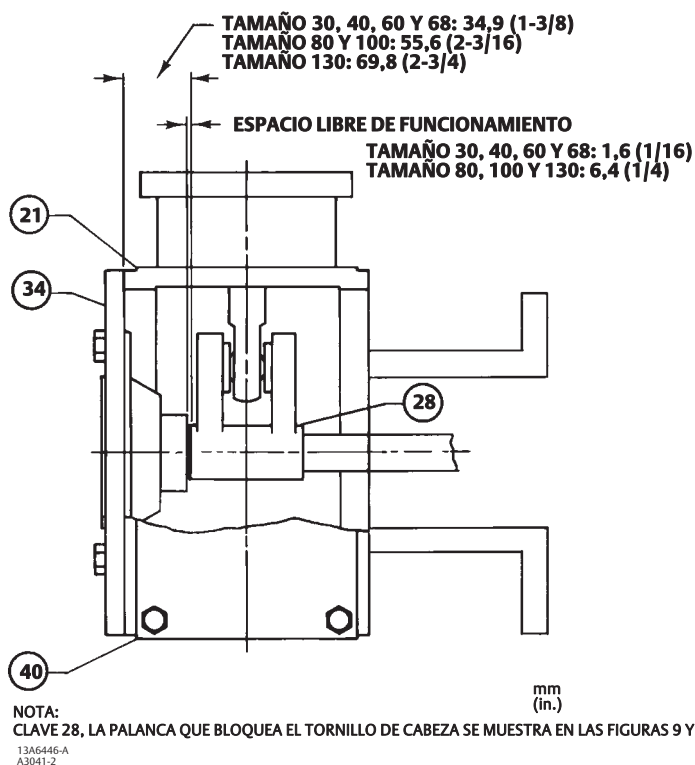 TAMAÑO 30, 40, 60 Y 68: 34,9 (1-3/8)
TAMAÑO 80 Y 100: 55,6 (2-3/16)
TAMAÑO 130: 69,8 (2-3/4)
ESPACIO LIBRE DE FUNCIONAMIENTO
TAMAÑO 30, 40, 60 Y 68: 1,6 (1/16)
TAMAÑO 80, 100 Y 130: 6,4 (1/4)
21
34
28
40
mm
(in.)
NOTA:
CLAVE 28, LA PALANCA QUE BLOQUEA EL TORNILLO DE CABEZA SE MUESTRA EN LAS FIGURAS 9 Y
13A6446-A
A3041-2